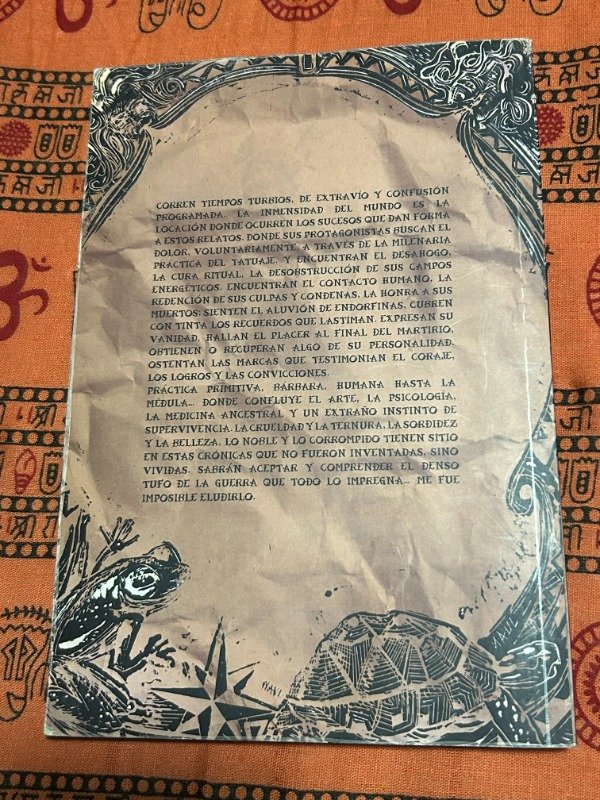 CORREN TIEMPOS TURBIOS, DE EXTRAVÍO Y CONFUSIÓN
PROGRAMADA. LA INMENSIDAD DEL MUNDO ES LA
LOCACIÓN DONDE OCURREN LOS SUCESOS QUE DAN FORMA
A ESTOS RELATOS. DONDE SUS PROTAGONISTAS BUSCAN EL
DOLOR, VOLUNTARIAMENTE, A TRAVÉS DE LA MILENARIA
PRÁCTICA DEL TATUAJE. Y ENCUENTRAN EL DESAHOGO,
LA CURA RITUAL, LA DESOBSTRUCCIÓN DE SUS CAMPOS
ENERGÉTICOS. ENCUENTRAN EL CONTACTO HUMANO, LA
REDENCIÓN DE SUS CULPAS Y CONDENAS, LA HONRA A SUS
MUERTOS; SIENTEN EL ALUVIÓN DE ENDORFINAS. CUBREN
CON TINTA LOS RECUERDOS QUE LASTIMAN. EXPRESAN SU
VANIDAD. HALLAN EL PLACER AL FINAL DEL MARTIRIO.
OBTIENEN O RECUPERAN ALGO DE SU PERSONALIDAD.
OSTENTAN LAS MARCAS QUE TESTIMONIAN EL CORAJE,
LOS LOGROS Y LAS CONVICCIONES.
PRÁCTICA PRIMITIVA, BÁRBARA, HUMANA HASTA LA
MÉDULA... DONDE CONFLUYE EL ARTE, LA PSICOLOGÍA,
LA MEDICINA ANCESTRAL Y UN EXTRAÑO INSTINTO DE
SUPERVIVENCIA. LA CRUELDAD Y LA TERNURA, LA SORDIDEZ
Y LA BELLEZA, LO NOBLE Y LO CORROMPIDO TIENEN SITIO
EN ESTAS CRÓNICAS QUE NO FUERON INVENTADAS, SINO
VIVIDAS. SABRÁN ACEPTAR Y COMPRENDER EL DENSO
TUFO DE LA GUERRA QUE TODO LO IMPREGNA... ME FUE
IMPOSIBLE ELUDIRLO.